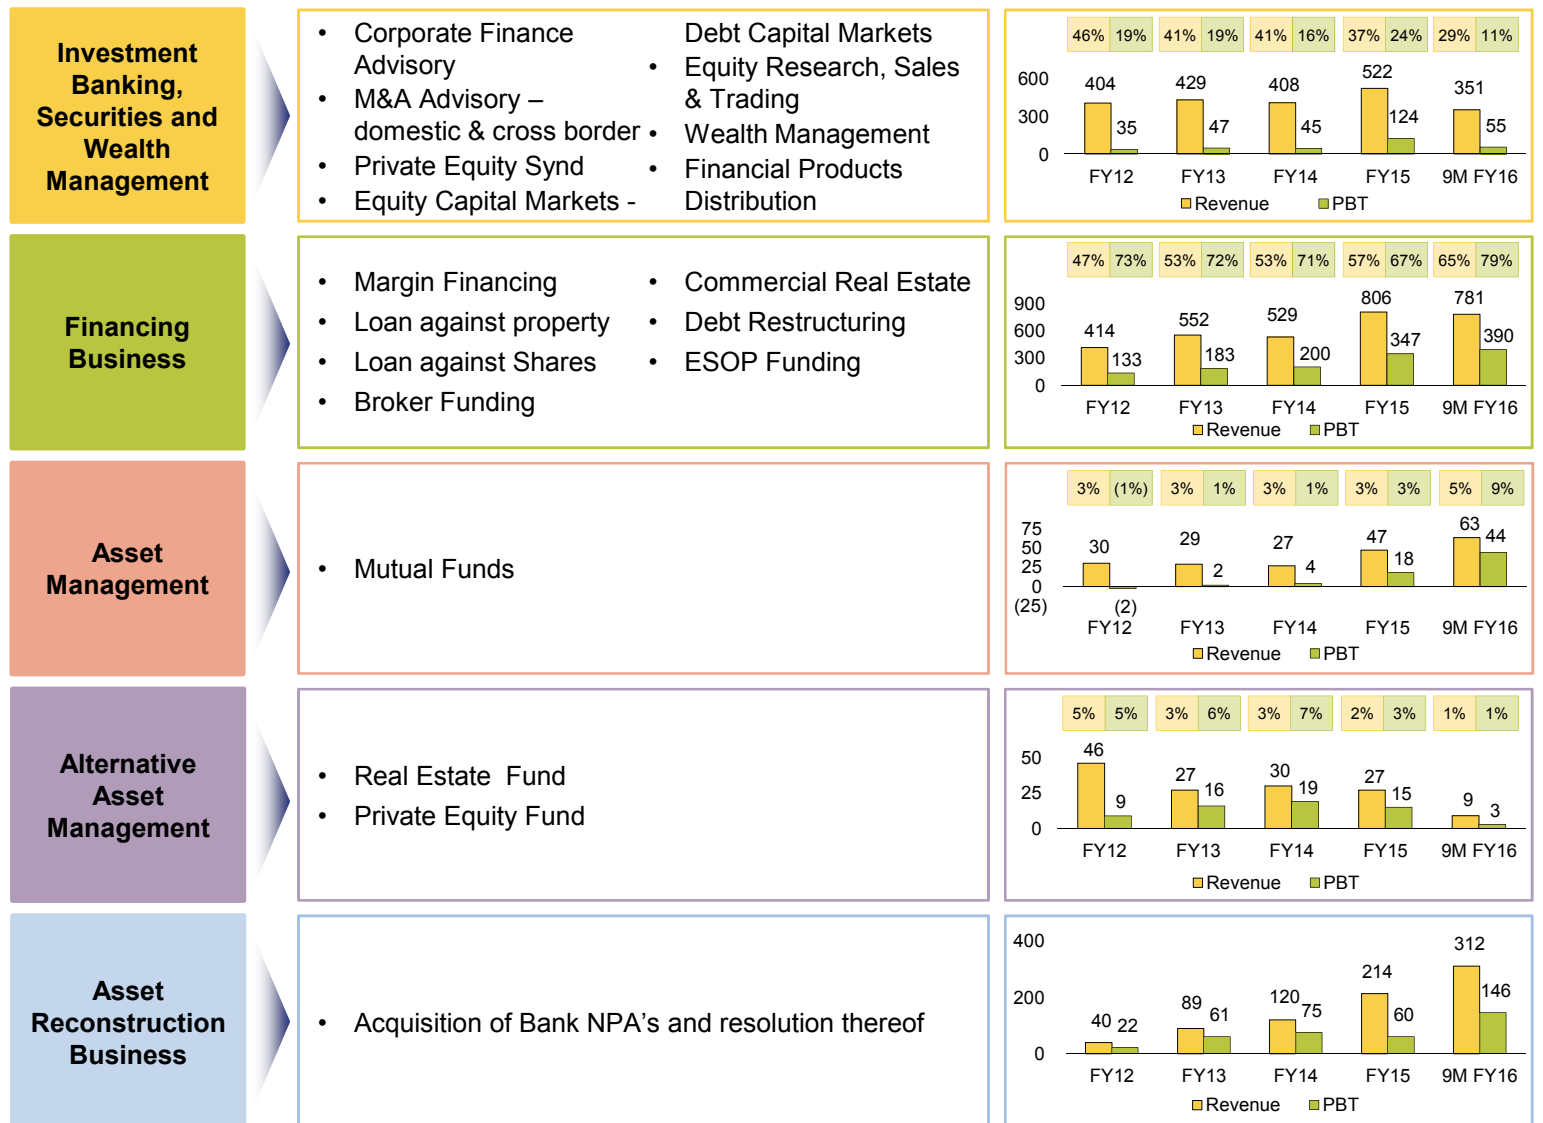 Investment
Banking,
Securities and
Wealth
Management
• Corporate Finance
Advisory
• M&A Advisory –
domestic & cross border
• Private Equity Synd
• Equity Capital Markets -
Debt Capital Markets
• Equity Research, Sales
& Trading
• Wealth Management
• Financial Products
Distribution
46% 19% 41% 19% 41% 16% 37% 24% 29% 11%
600
300
0
404 35 429 47 408 45 522 124 351 55
FY12 FY13 FY14 FY15 9M FY16
Revenue PBT
Financing
Business
• Margin Financing
• Loan against property
• Loan against Shares
• Broker Funding
• Commercial Real Estate
• Debt Restructuring
• ESOP Funding
47% 73% 53% 72% 53% 71% 57% 67% 65% 79%
900
600
300
0
414 133 552 183 529 200 806 347 781 390
FY12 FY13 FY14 FY15 9M FY16
Revenue PBT
Asset
Management
• Mutual Funds
3% (1%) 3% 1% 3% 1% 3% 3% 5% 9%
75
50
25
0
(25)
30 (2) 29 2 27 4 47 18 63 44
FY12 FY13 FY14 FY15 9M FY16
Revenue PBT
Alternative
Asset
Management
• Real Estate Fund
• Private Equity Fund
5% 5% 3% 6% 3% 7% 2% 3% 1% 1%
50
25
0
46 9 27 16 30 19 27 15 9 3
FY12 FY13 FY14 FY15 9M FY16
Revenue PBT
Asset
Reconstruction
Business
• Acquisition of Bank NPA's and resolution thereof
400
200
0
40 22 89 61 120 75 214 60 312 146
FY12 FY13 FY14 FY15 9M FY16
Revenue PBT